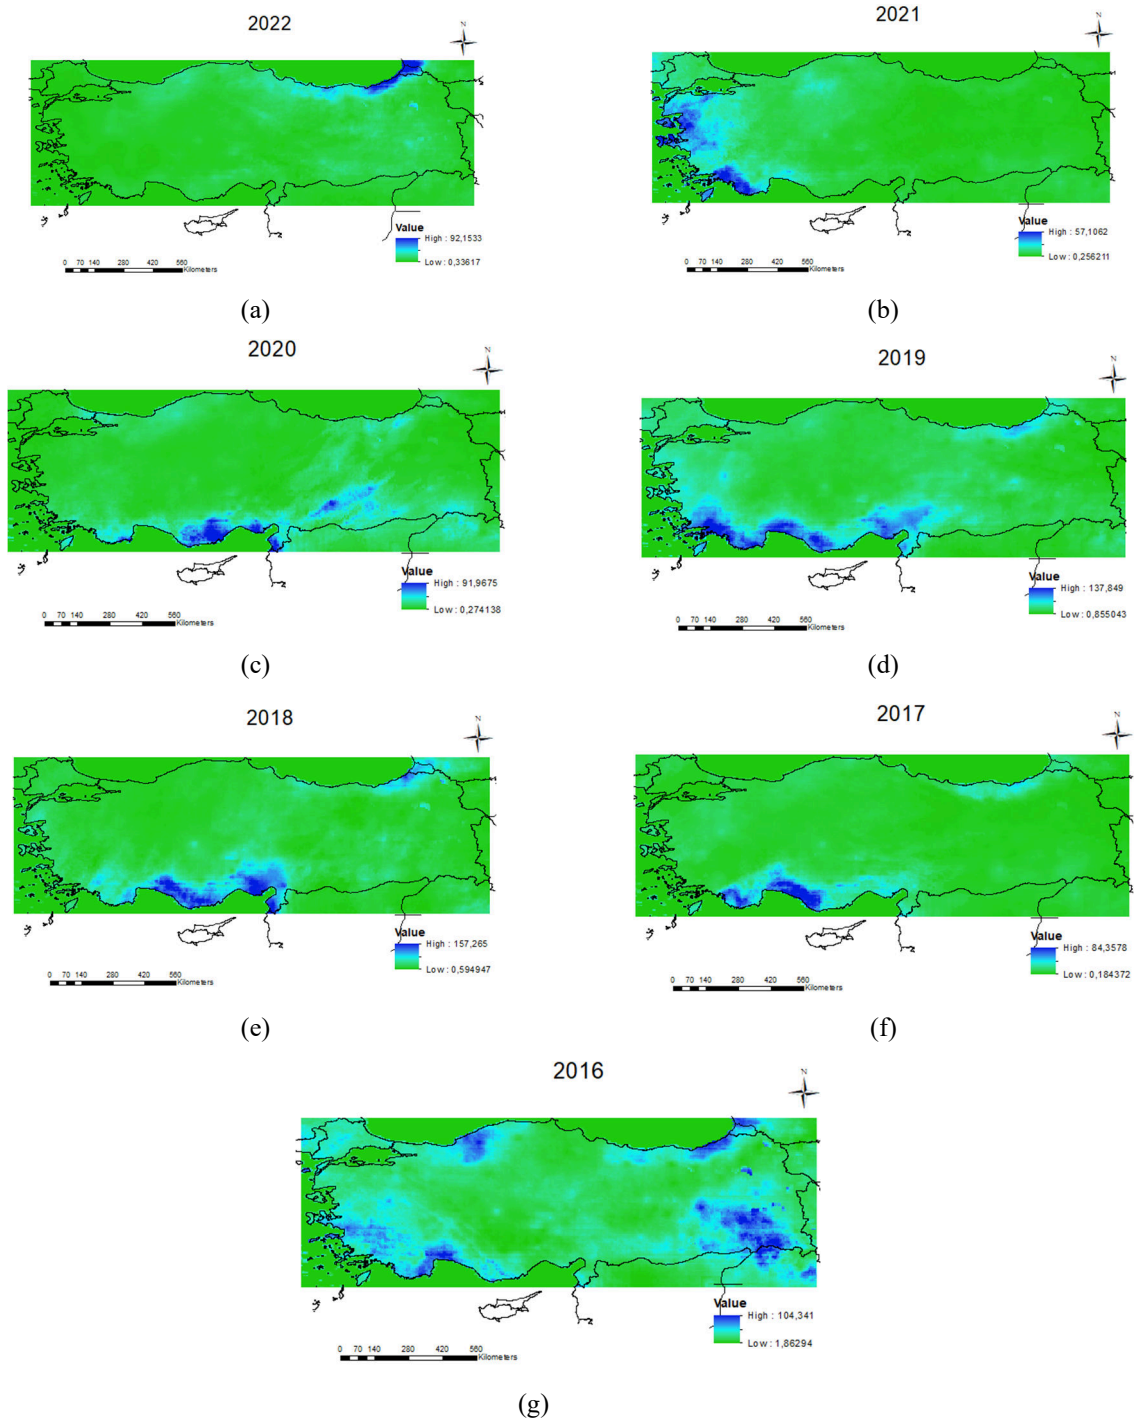 2022
N
Value
High : 92,1533
Low : 0,33617
0 70 140 280 420 560
Kilometers
(a)
2021
N
Value
High : 57,1062
Low : 0,256211
0 70 140 280 420 560
Kilometers
(b)
2020
N
Value
High : 91,9675
Low : 0,274138
0 70 140 280 420 560
Kilometers
(c)
2019
N
Value
High : 137,849
Low : 0,855043
0 70 140 280 420 560
Kilometers
(d)
2018
N
Value
High : 157,265
Low : 0,594947
0 70 140 280 420 560
Kilometers
(e)
2017
N
Value
High : 84,3578
Low : 0,184372
0 70 140 280 420 560
Kilometers
(f)
2016
N
Value
High : 104,341
Low : 1,86294
0 70 140 280 420 560
Kilometers
(g)